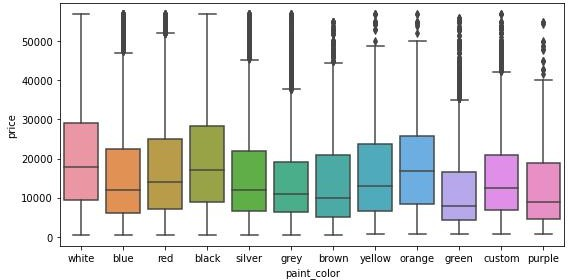 50000
40000
30000
20000
10000
0
price
white blue red black silver grey brown yellow orange green custom purple
paint_color